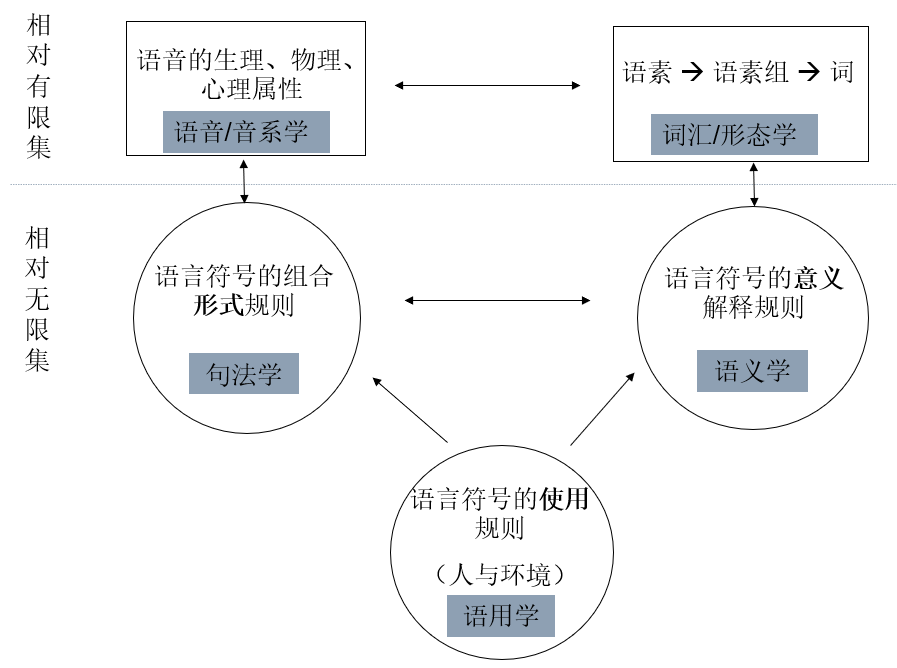 相
对
有
限
集
语音的生理、物理、
心理属性
语音/音系学
语素 → 语素组 → 词
词汇/形态学
相
对
无
限
集
语言符号的组合
形式规则
句法学
语言符号的意义
解释规则
语义学
语言符号的使用
规则
（人与环境）
语用学